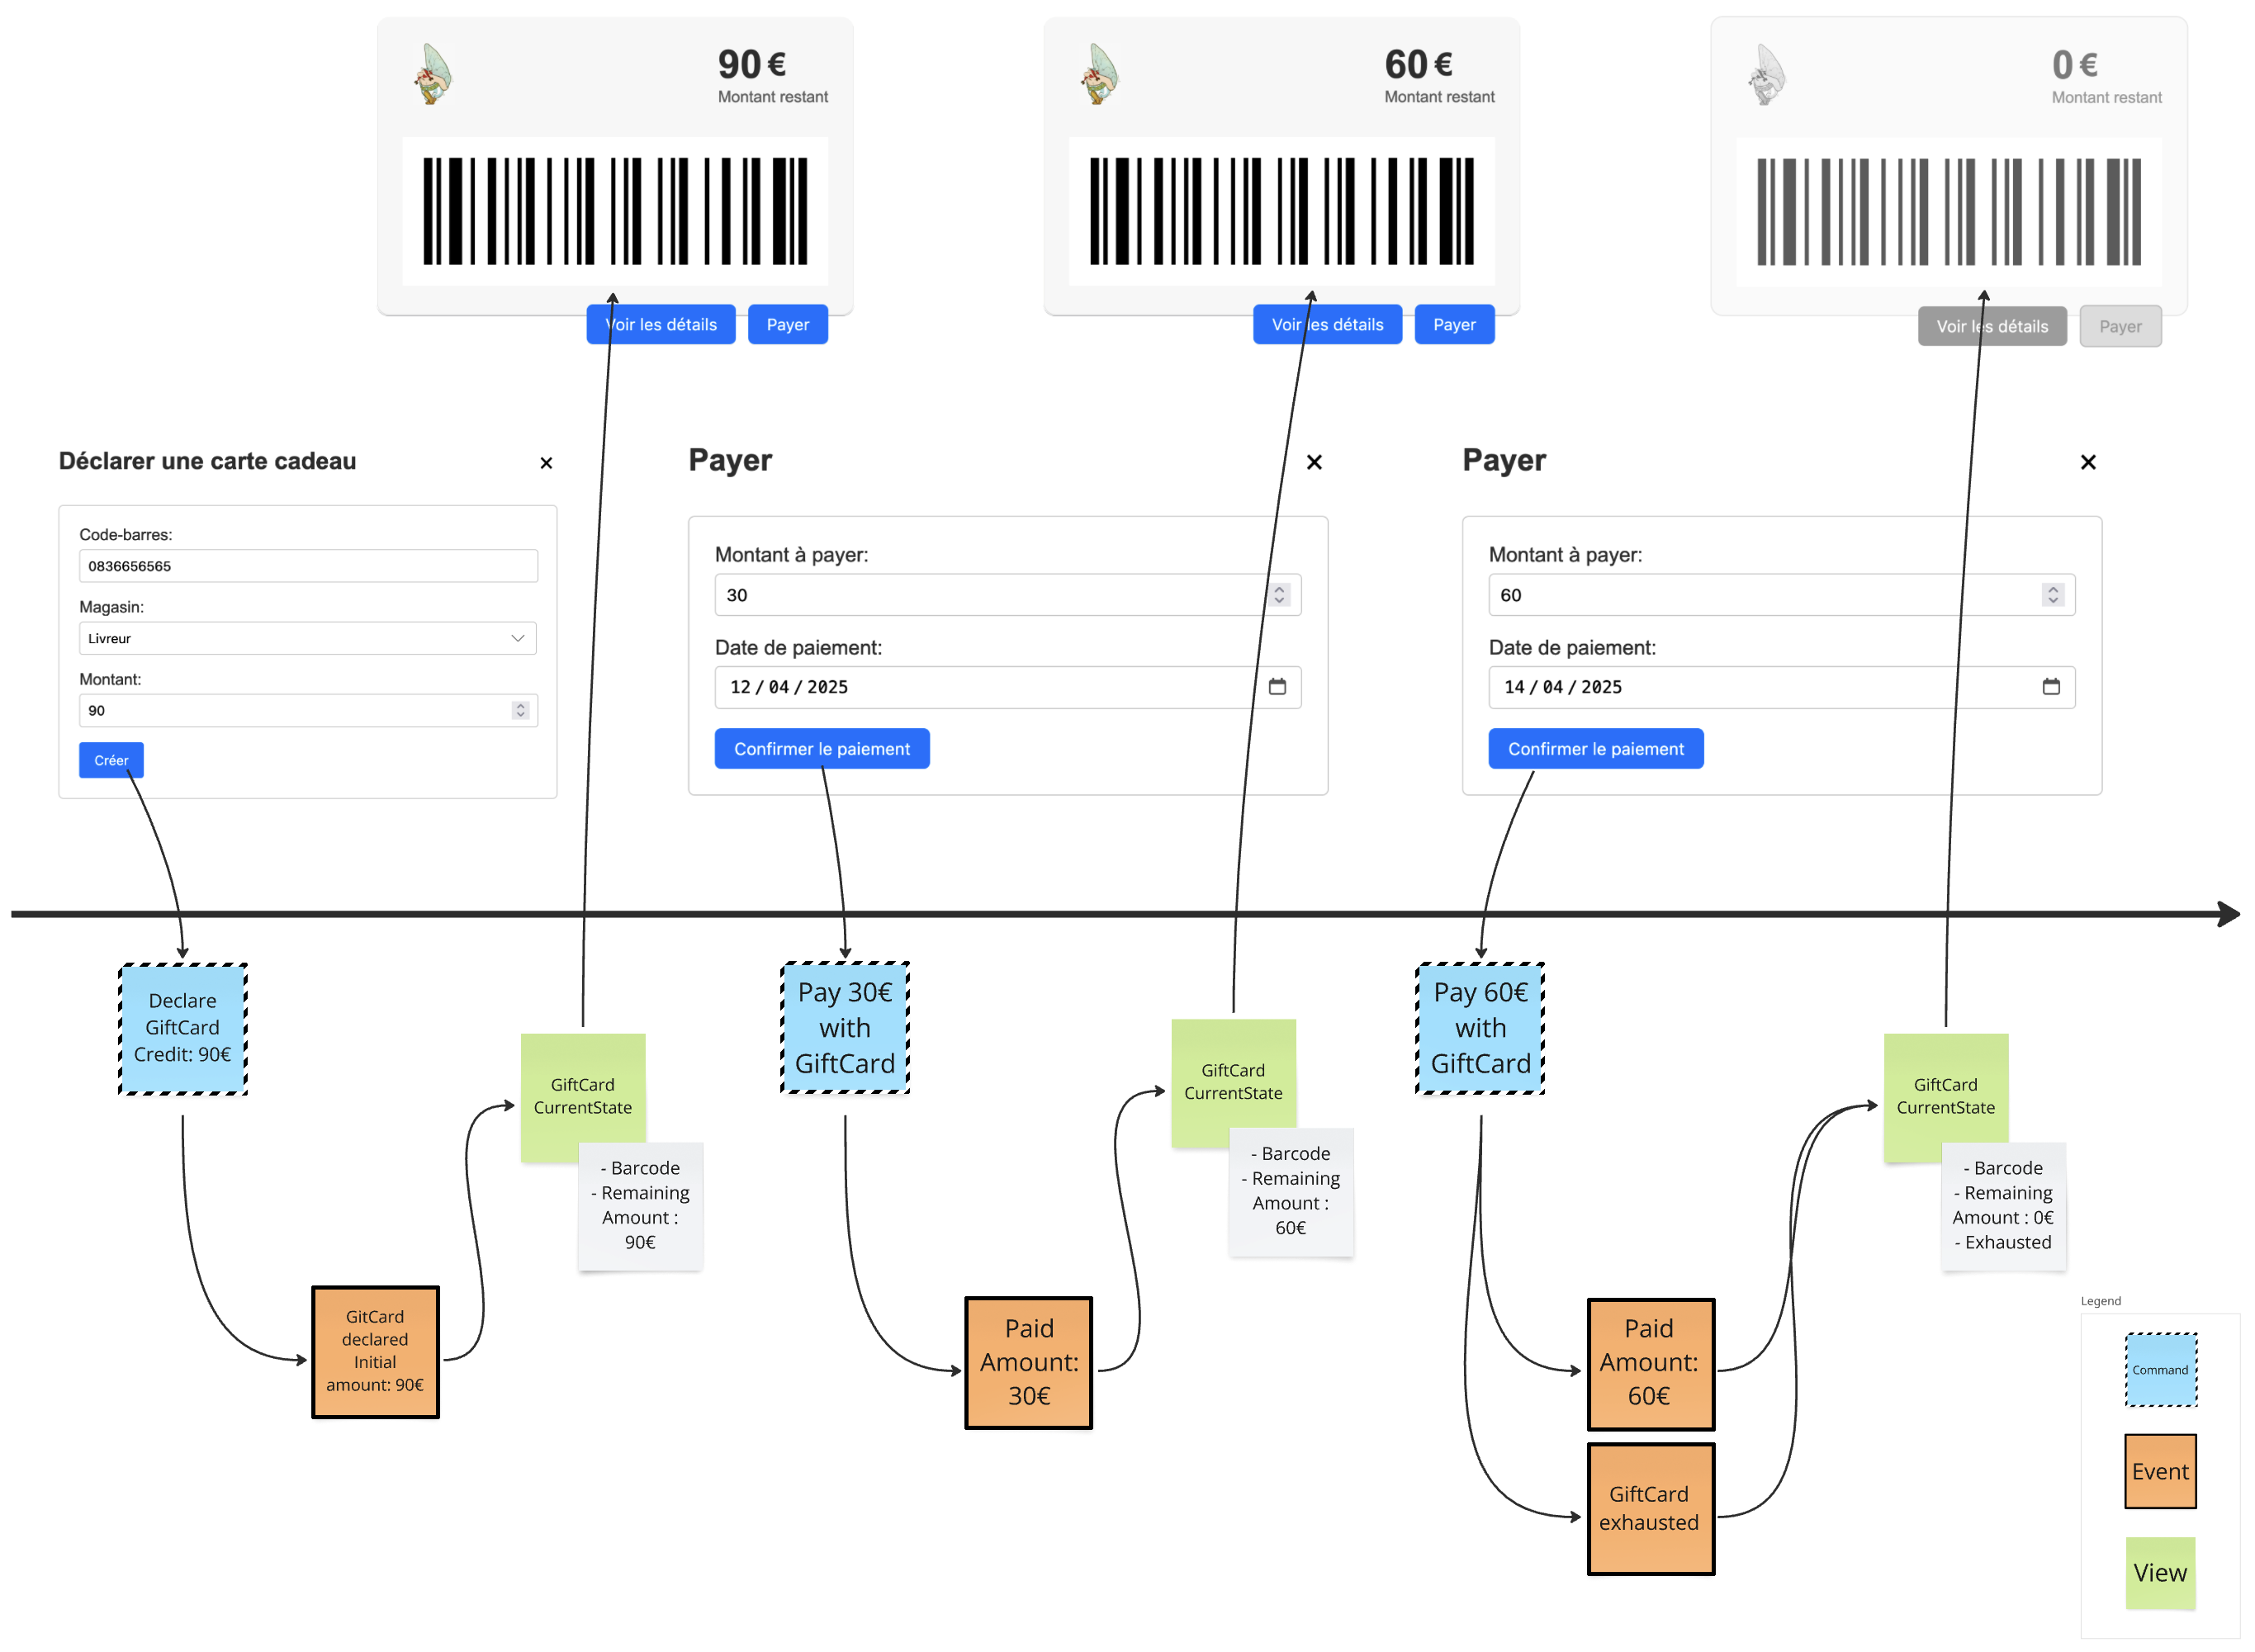 90 €
Montant restant
Voir les détails
Payer
60 €
Montant restant
Voir les détails
Payer
0 €
Montant restant
Voir les détails
Payer
Déclarer une carte cadeau
×
Code-barres:
0836656565
Magasin:
Livreur
Montant:
90
Créer
Payer
×
Montant à payer:
30
Date de paiement:
12 / 04 / 2025
Confirmer le paiement
Payer
×
Montant à payer:
60
Date de paiement:
14 / 04 / 2025
Confirmer le paiement
Declare
GiftCard
Credit: 90€
GitCard
declared
Initial
amount: 90€
GiftCard
CurrentState
- Barcode
- Remaining
Amount :
90€
Pay 30€
with
GiftCard
Paid
Amount:
30€
GiftCard
CurrentState
- Barcode
- Remaining
Amount :
60€
Pay 60€
with
GiftCard
Paid
Amount:
60€
GiftCard
exhausted
GiftCard
CurrentState
- Barcode
- Remaining
Amount : 0€
- Exhausted
Legend
Command
Event
View